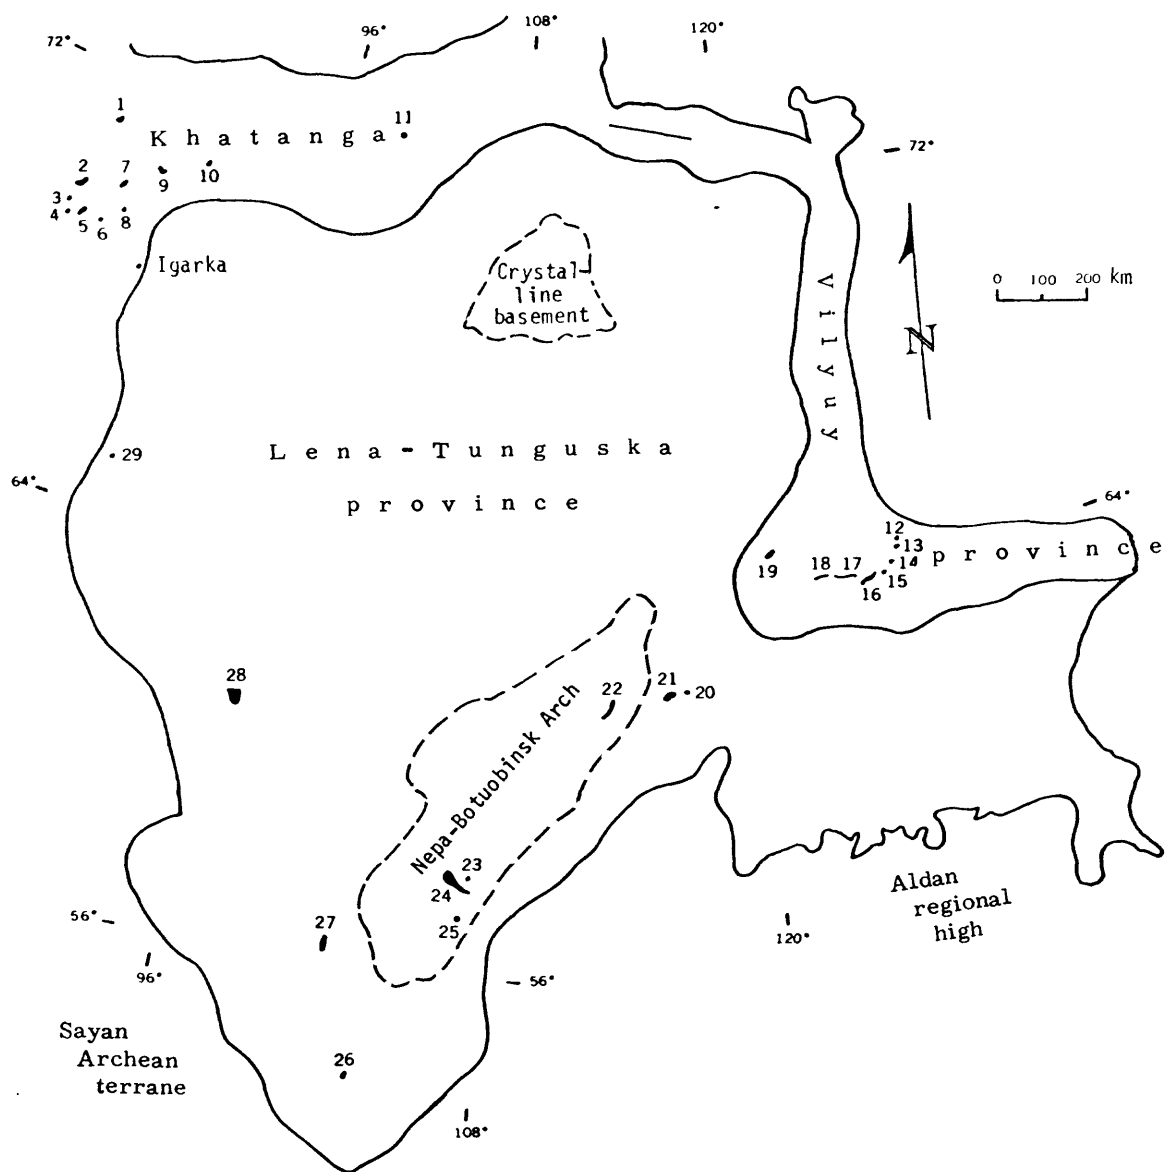 108°
96°
120°
72°
1
Khatanga
11
72°
2
7
9
10
3
4
5
6
8
Igarka
Crystal-
line
basement
0 100 200 km
Vilyuy
N
29
Lena-Tunguska
64°
province
64°
12
13
province
14
19
18
17
15
16
28
22
21
20
Nepa-Botuobinsk Arch
23
24
25
Aldan
regional
high
56°
27
120°
96°
56°
Sayan
Archean
terrane
26
108°